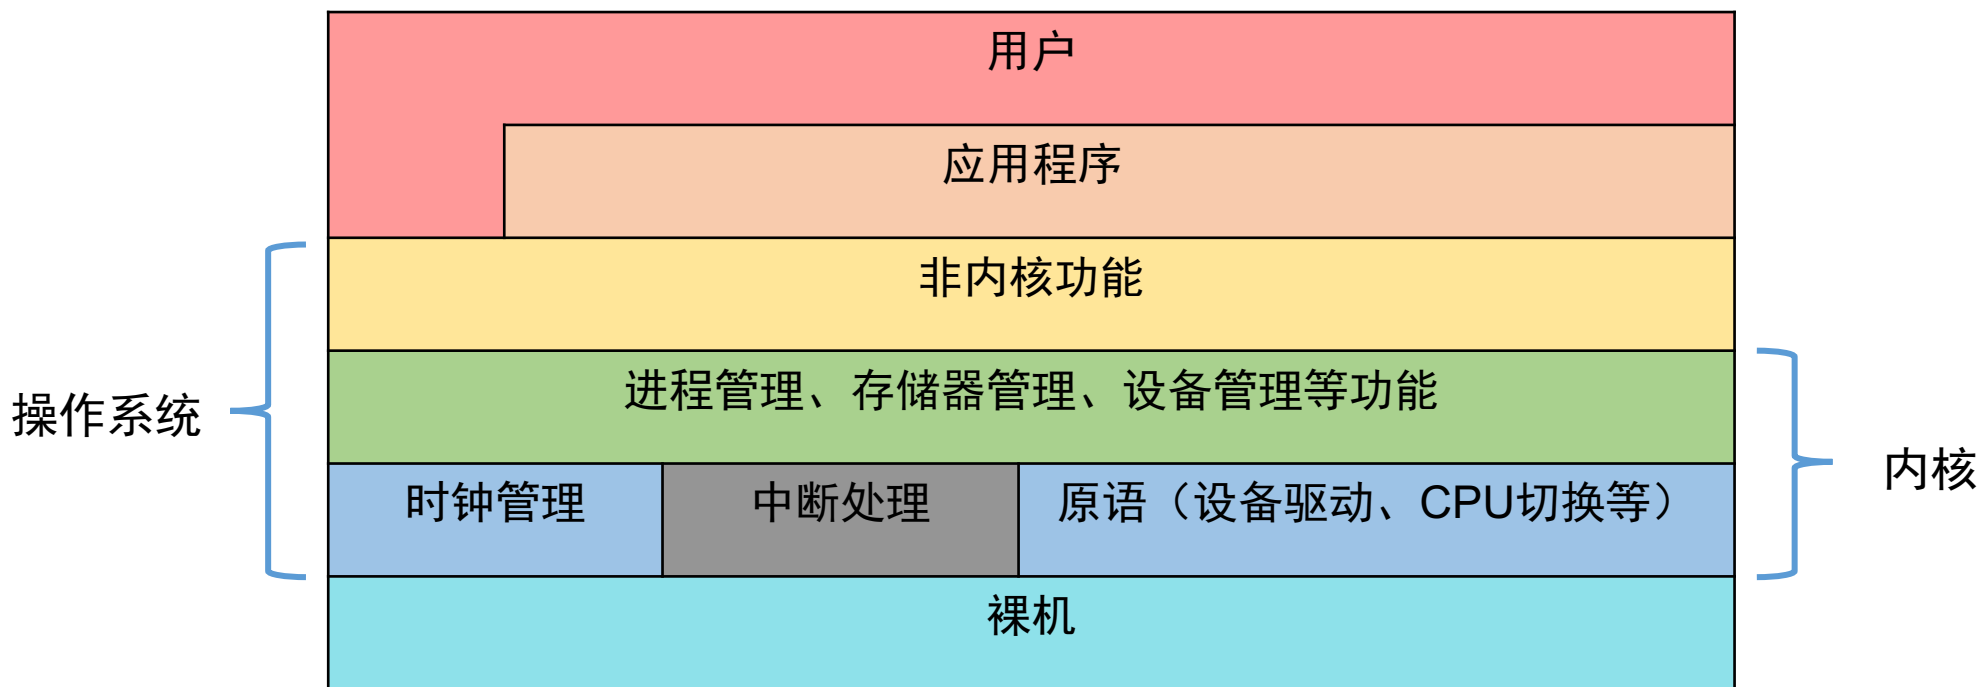 用户
应用程序
非内核功能
进程管理、存储器管理、设备管理等功能
操作系统
内核
时钟管理
中断处理
原语（设备驱动、CPU切换等）
裸机